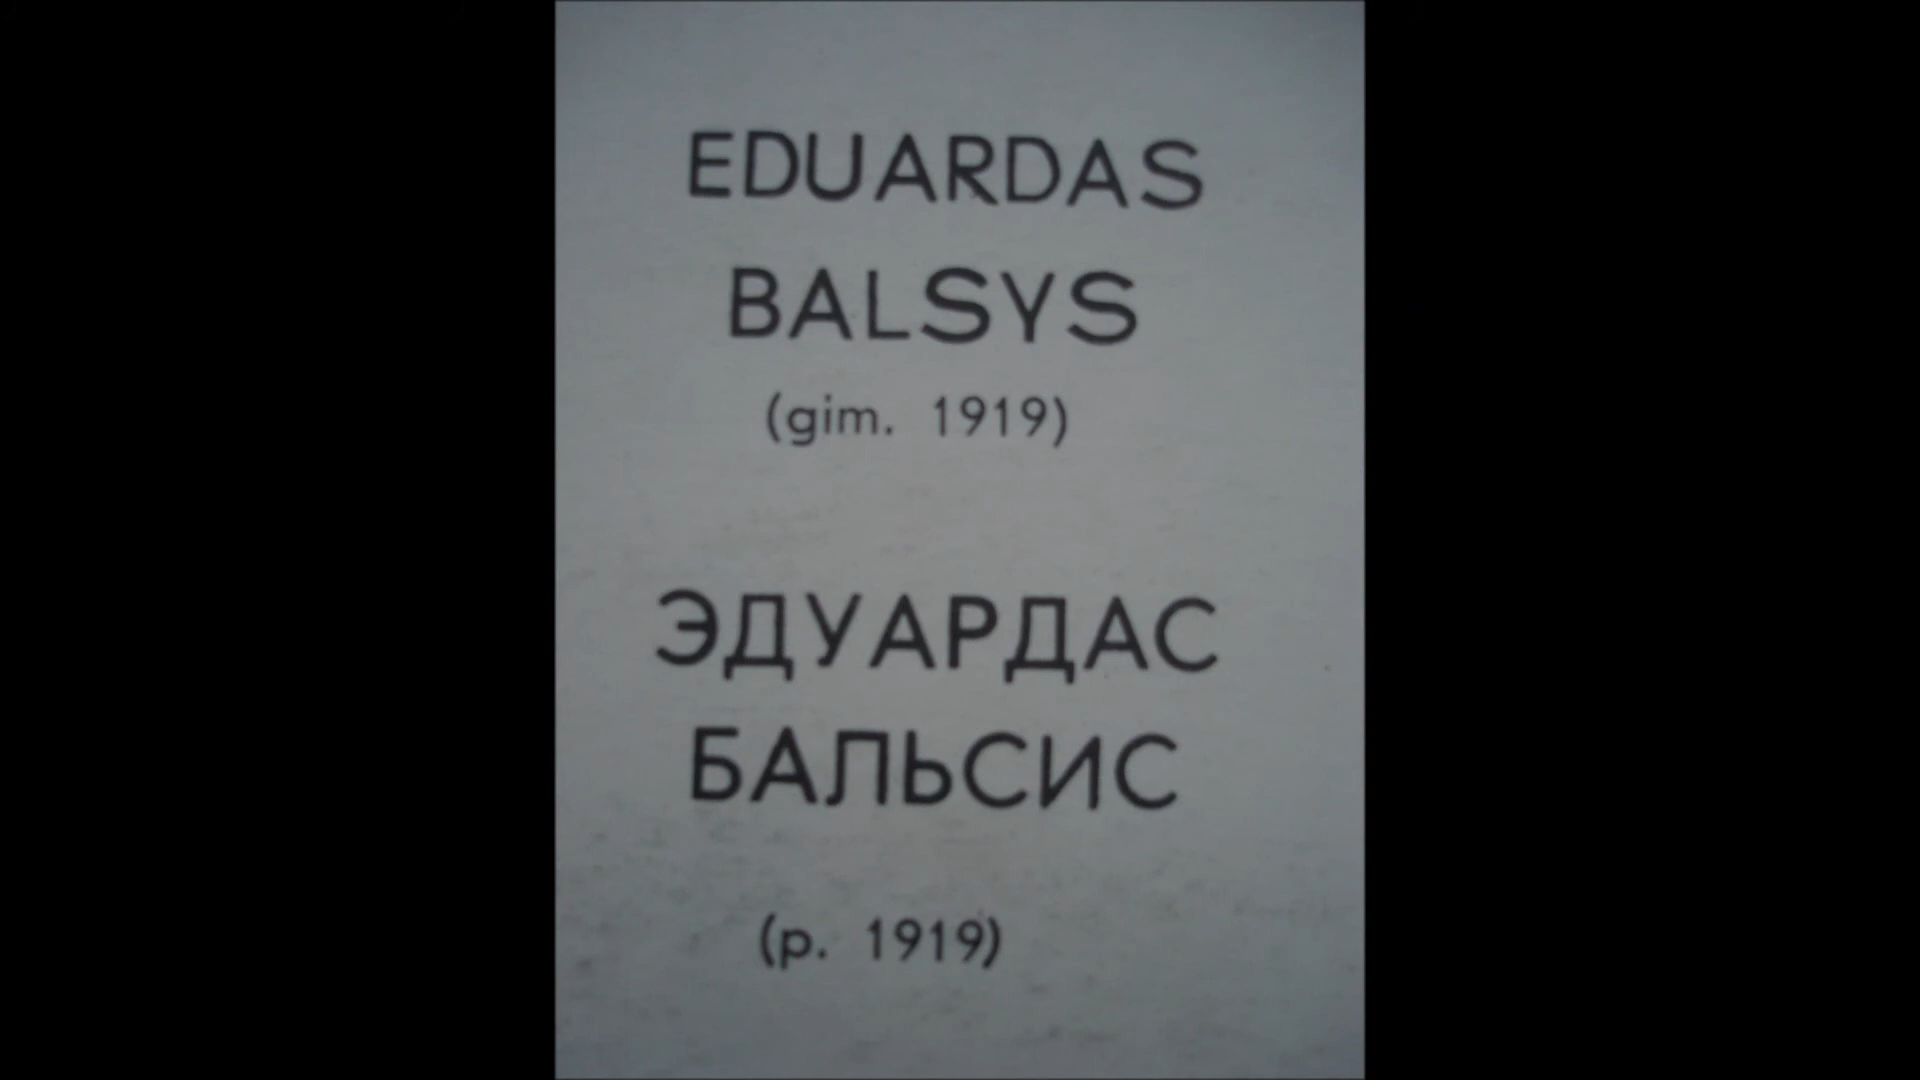 EDUARDAS
BALSYS
(gim. 1919)
ЭДУАРДАС
БАЛЬСИС
(р. 1919)